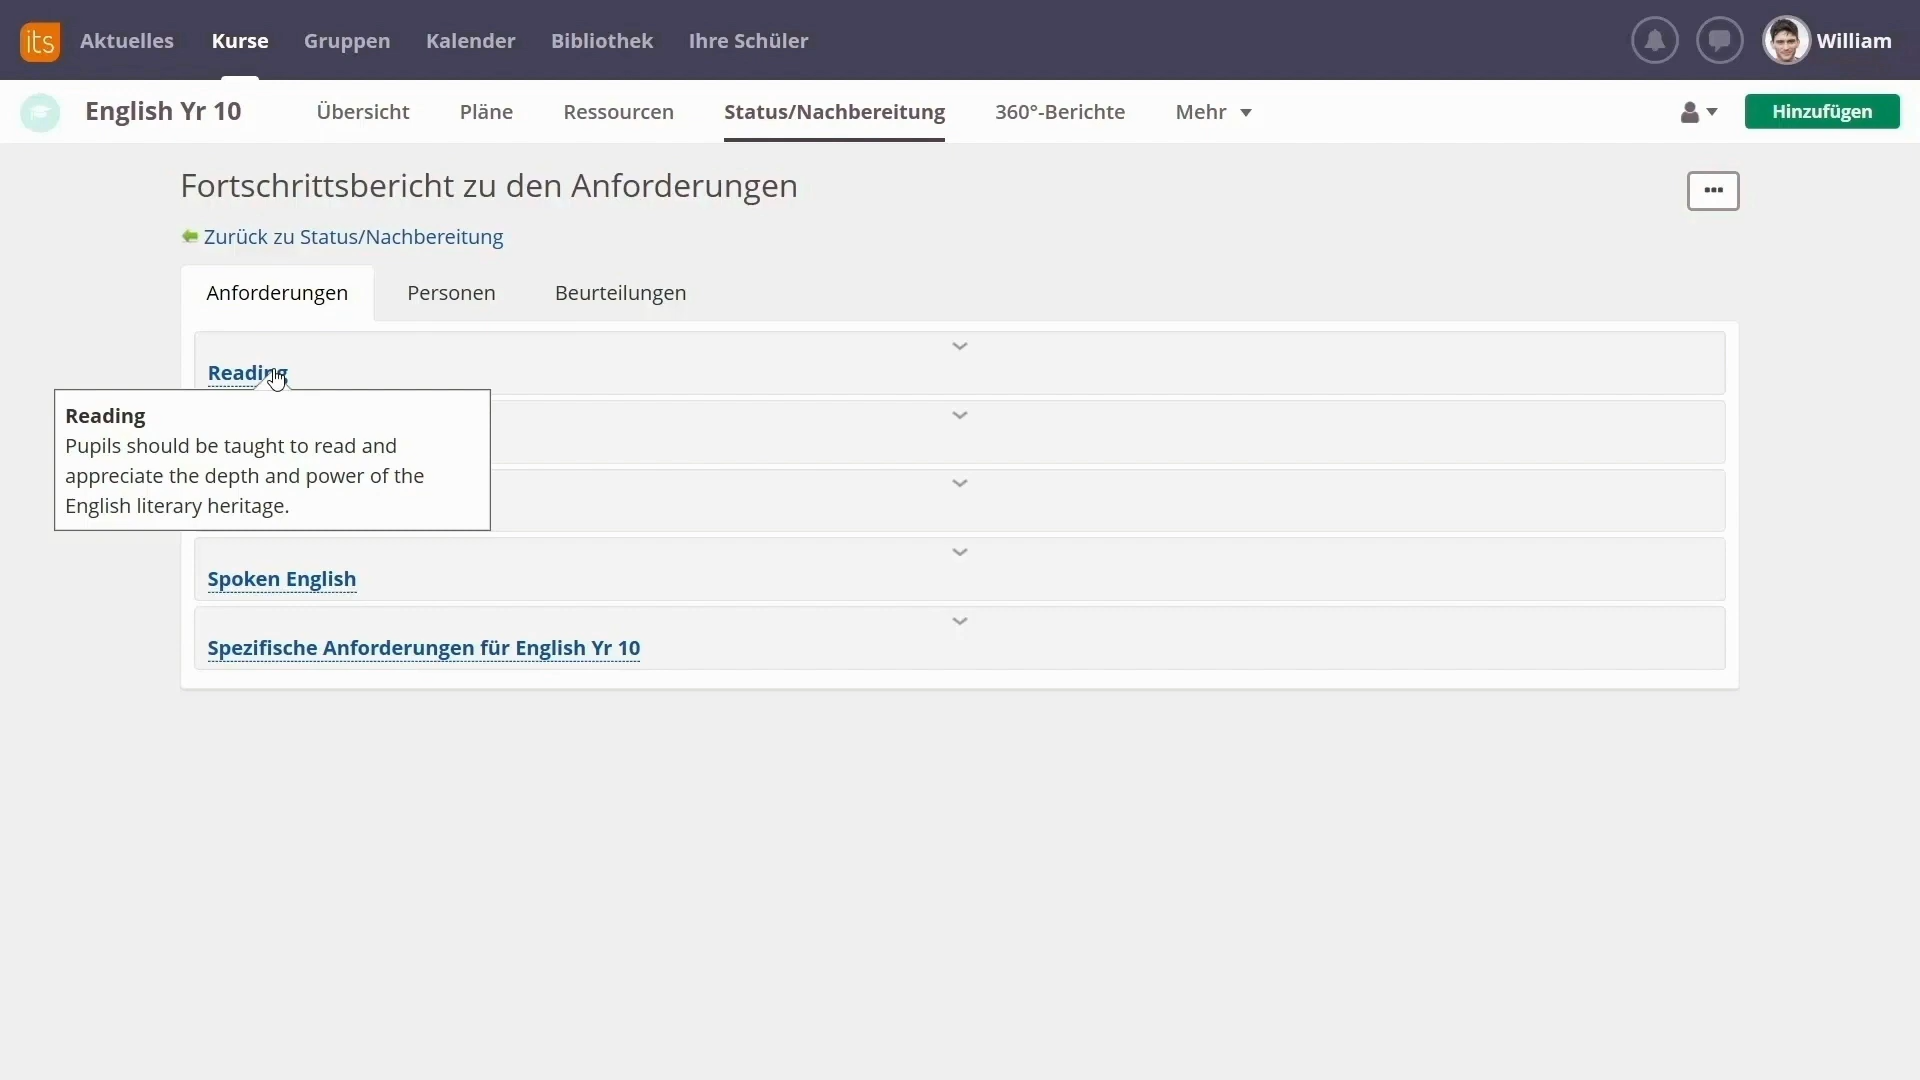 its Aktuelles Kurse Gruppen Kalender Bibliothek Ihre Schüler William
English Yr 10 Übersicht Pläne Ressourcen Status/Nachbereitung 360°-Berichte Mehr Hinzufügen
Fortschrittsbericht zu den Anforderungen
Zurück zu Status/Nachbereitung
Anforderungen Personen Beurteilungen
Reading
Reading
Pupils should be taught to read and
appreciate the depth and power of the
English literary heritage.
Spoken English
Spezifische Anforderungen für English Yr 10